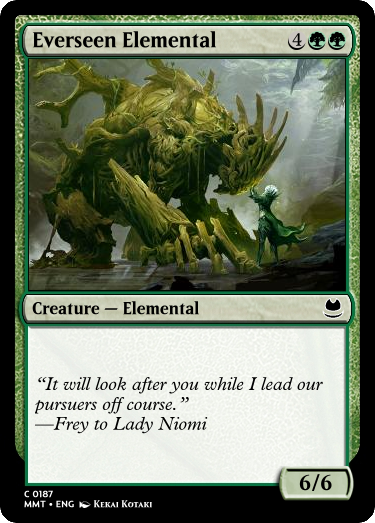 Everseen Elemental 4
Creature — Elemental
“It will look after you while I lead our
pursuers off course.”
—Frey to Lady Niomi
6/6
C 0187
MMT • ENG Kekai Kotaki